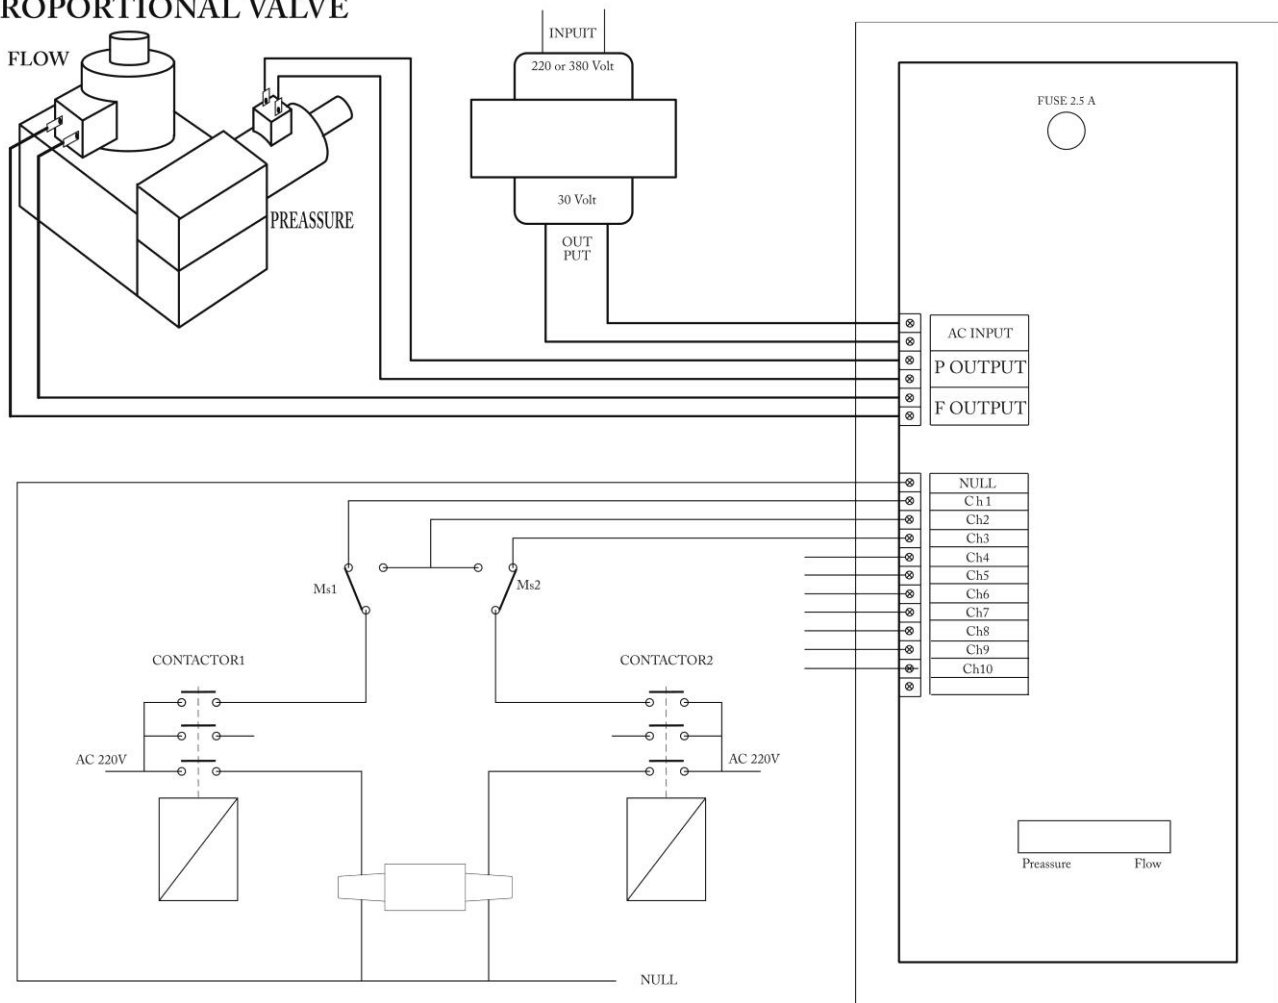 ROPORTIONAL VALVE
FLOW
PREASSURE
INPUIT
220 or 380 Volt
30 Volt
OUT
PUT
FUSE 2.5 A
AC INPUT
P OUTPUT
F OUTPUT
NULL
Ch1
Ch2
Ch3
Ch4
Ch5
Ch6
Ch7
Ch8
Ch9
Ch10
Ms1
Ms2
CONTACTOR1
CONTACTOR2
AC 220V
AC 220V
Preassure
Flow
NULL